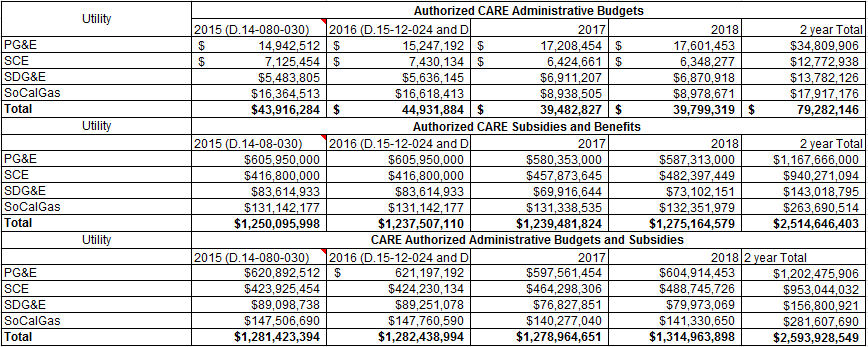 Utility Authorized CARE Administrative Budgets
2015 (D.14-080-030) 2016 (D.15-12-024 and D 2017 2018 2 year Total
PG&E $ 14,942,512 $ 15,247,192 $ 17,208,454 $ 17,601,453 $34,809,906
SCE $ 7,125,454 $ 7,430,134 $ 6,424,661 $ 6,348,277 $12,772,938
SDG&E $5,483,805 $5,636,145 $6,911,207 $6,870,918 $13,782,126
SoCalGas $16,364,513 $16,618,413 $8,938,505 $8,978,671 $17,917,176
Total $43,916,284 $ 44,931,884 $ 39,482,827 $ 39,799,319 $ 79,282,146
Utility Authorized CARE Subsidies and Benefits
2015 (D.14-08-030) 2016 (D.15-12-024 and D 2017 2018 2 year Total
PG&E $605,950,000 $605,950,000 $580,353,000 $587,313,000 $1,167,666,000
SCE $416,800,000 $416,800,000 $457,873,645 $482,397,449 $940,271,094
SDG&E $83,614,933 $83,614,933 $69,916,644 $73,102,151 $143,018,795
SoCalGas $131,142,177 $131,142,177 $131,338,535 $132,351,979 $263,690,514
Total $1,250,095,998 $1,237,507,110 $1,239,481,824 $1,275,164,579 $2,514,646,403
Utility CARE Authorized Administrative Budgets and Subsidies
2015 (D.14-080-030) 2016 (D.15-12-024 and D 2017 2018 2 year Total
PG&E $620,892,512 $ 621,197,192 $597,561,454 $604,914,453 $1,202,475,906
SCE $423,925,454 $424,230,134 $464,298,306 $488,745,726 $953,044,032
SDG&E $89,098,738 $89,251,078 $76,827,851 $79,973,069 $156,800,921
SoCalGas $147,506,690 $147,760,590 $140,277,040 $141,330,650 $281,607,690
Total $1,281,423,394 $1,282,438,994 $1,278,964,651 $1,314,963,898 $2,593,928,549